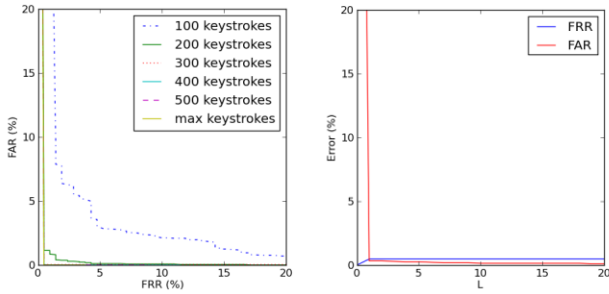 20
15
10
5
0
FAR (%)
0
5
10
15
20
FRR (%)
100 keystrokes
200 keystrokes
300 keystrokes
400 keystrokes
500 keystrokes
max keystrokes
20
15
10
5
0
Error (%)
0
5
10
15
20
L
FRR
FAR